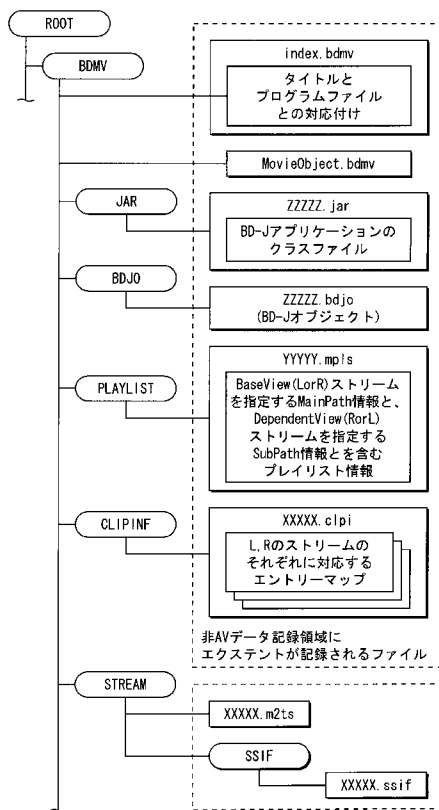 ROOT
BDMV
index.bdmv
タイトルと
プログラムファイル
との対応付け
MovieObject.bdmv
JAR
ZZZZZ.jar
BD-Jアプリケーションの
クラスファイル
BDJO
ZZZZZ.bdjo
(BD-Jオブジェクト)
PLAYLIST
YYYYY.mpls
BaseView(LorR)ストリーム
を指定するMainPath情報と、
DependentView(RorL)
ストリームを指定する
SubPath情報とを含む
プレイリスト情報
CLIPINF
XXXXX.clpi
L,Rのストリームの
それぞれに対応する
エントリーマップ
非AVデータ記録領域に
エクステントが記録されるファイル
STREAM
XXXXX.m2ts
SSIF
XXXXX.ssif